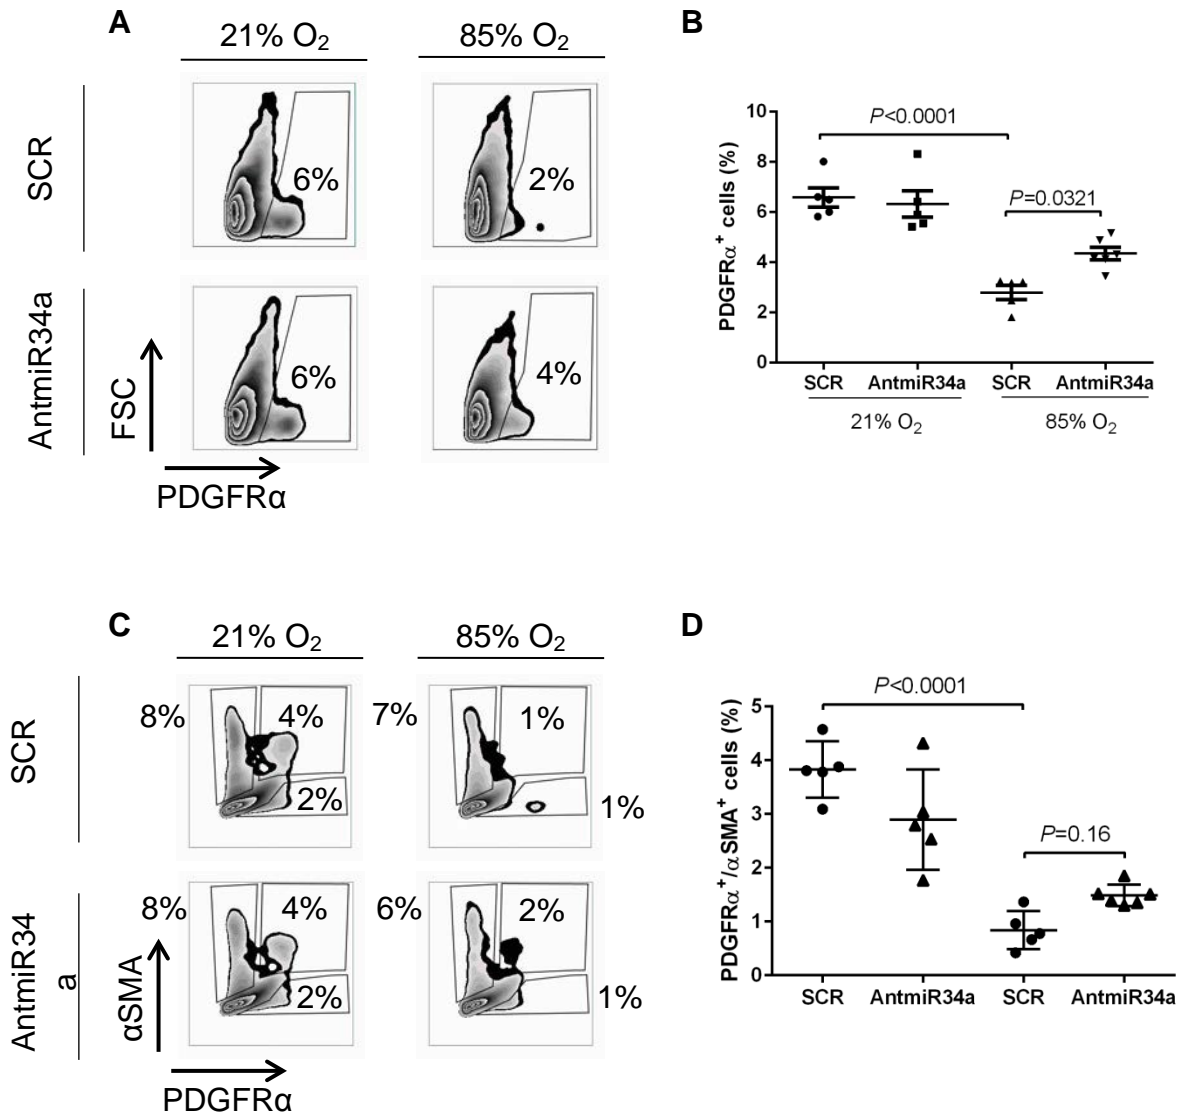 A
21% O₂
85% O₂
SCR
6%
2%
AntmiR34a
6%
4%
FSC
PDGFRα
B
PDGFRα⁺ cells (%)
10
8
6
4
2
0
P<0.0001
P=0.0321
SCR AntmiR34a SCR AntmiR34a
21% O₂ 85% O₂
C
21% O₂
85% O₂
SCR
8%
4%
2%
7%
1%
1%
AntmiR34
a
8%
4%
2%
6%
2%
1%
αSMA
PDGFRα
D
PDGFRα⁺/αSMA⁺ cells (%)
5
4
3
2
1
0
P<0.0001
P=0.16
SCR AntmiR34a SCR AntmiR34a